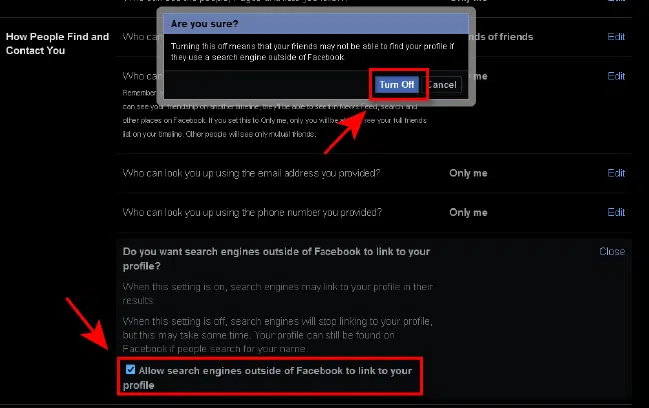 Are you sure?
Turning this off means that your friends may not be able to find your profile if
they use a search engine outside of Facebook.
Turn Off Cancel
How People Find and
Contact You
Who can
ds of friends
Edit
Who can
Only me
Edit
Who can
me
Edit
Remember
can see your friendship on another timeline, they'll be able to see it in News Feed, search and
other places on Facebook. If you set this to Only me, only you will be able to see your full friends
list on your timeline. Other people will see only mutual friends.
Who can look you up using the email address you provided?
Only me
Edit
Who can look you up using the phone number you provided?
Only me
Edit
Do you want search engines outside of Facebook to link to your
profile?
Close
When this setting is on, search engines may link to your profile in their
results.
When this setting is off, search engines will stop linking to your profile,
but this may take some time. Your profile can still be found on
Facebook if people search for your name.
Allow search engines outside of Facebook to link to your
profile